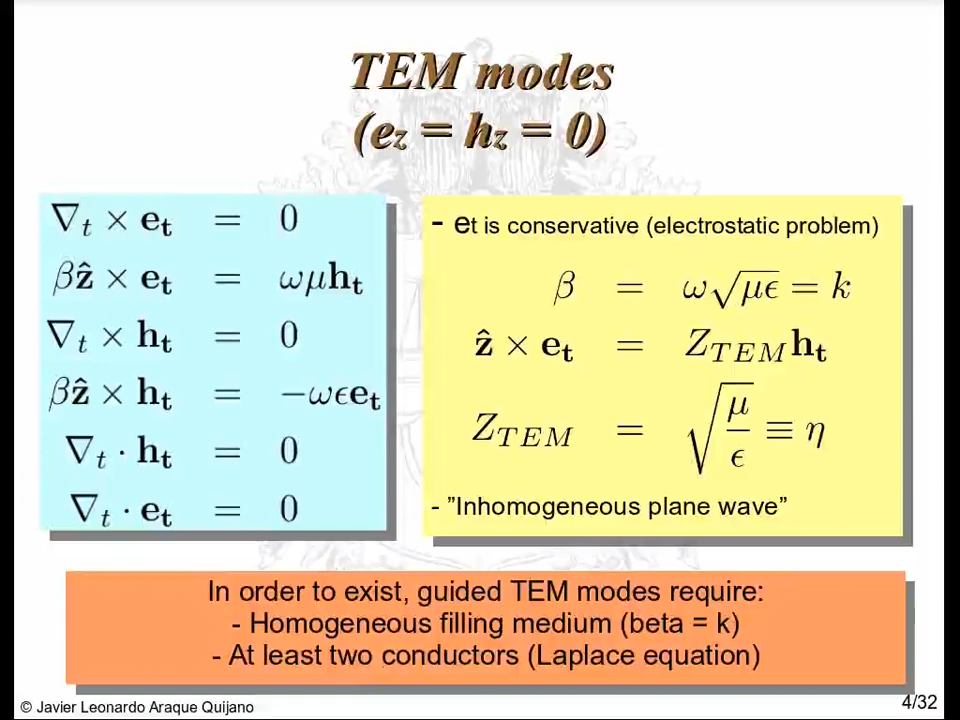 TEM modes
(ez = hz = 0)
∇t × et = 0
βẑ × et = ωμht
∇t × ht = 0
βẑ × ht = −ωϵet
∇t · ht = 0
∇t · et = 0
- et is conservative (electrostatic problem)
β = ω√μϵ = k
ẑ × et = ZTEMht
ZTEM = √μ/ϵ ≡ η
- ”Inhomogeneous plane wave”
In order to exist, guided TEM modes require:
- Homogeneous filling medium (beta = k)
- At least two conductors (Laplace equation)
© Javier Leonardo Araque Quijano
4/32